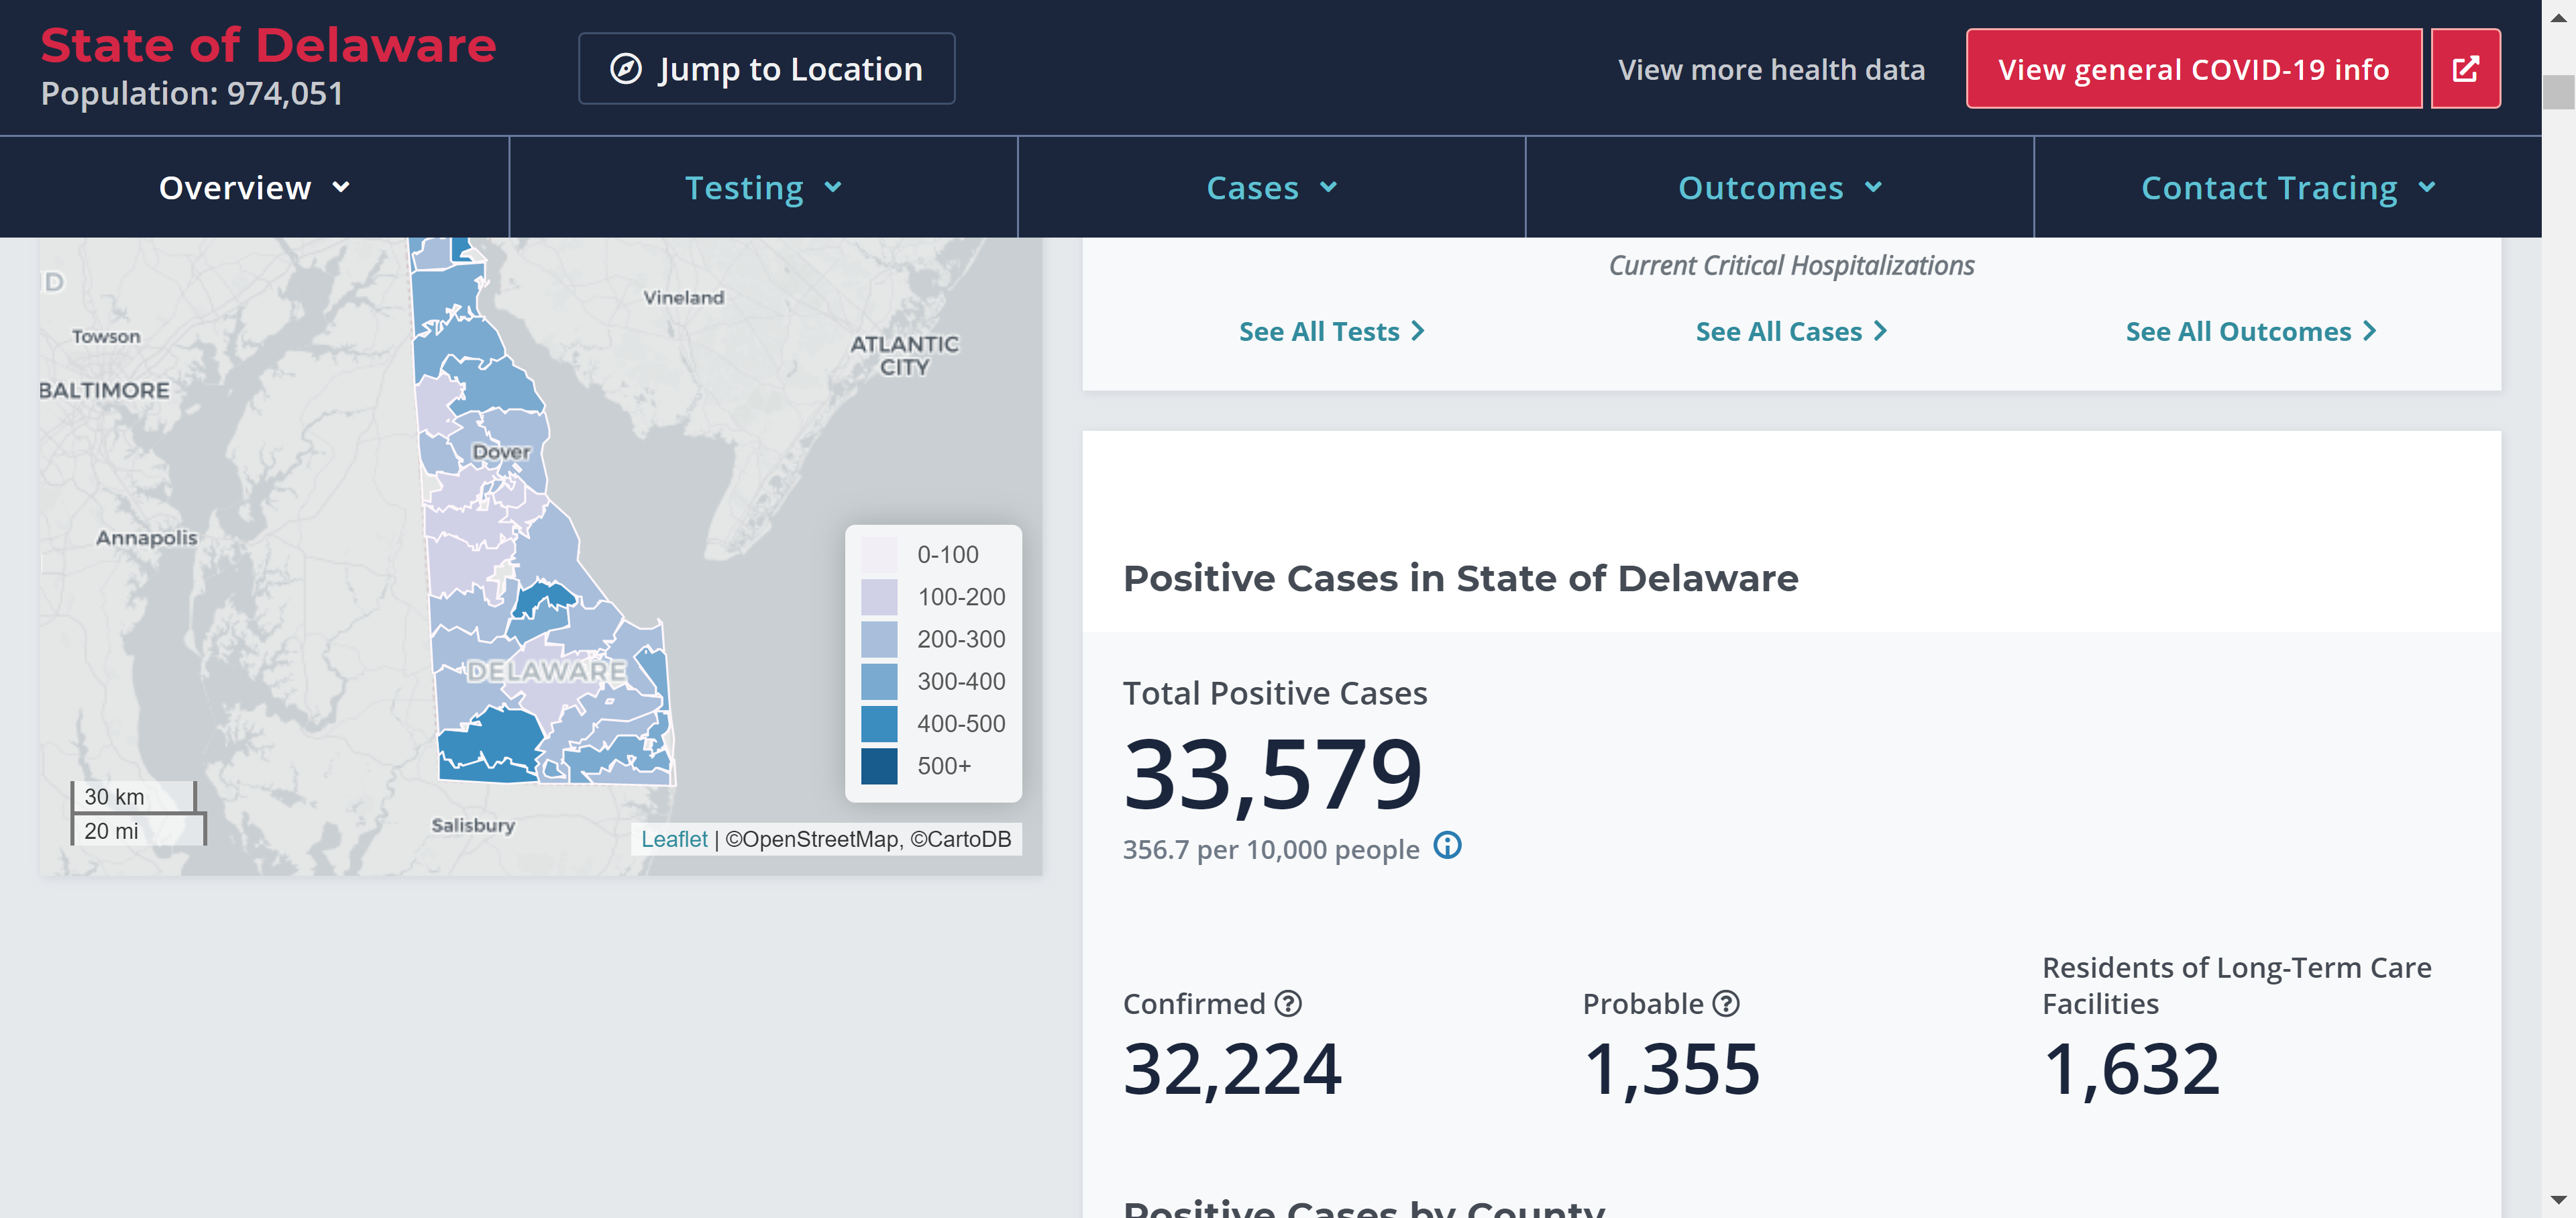 State of Delaware
Population: 974,051
Jump to Location
View more health data
View general COVID-19 info
Overview
Testing
Cases
Outcomes
Contact Tracing
D
Towson
BALTIMORE
Annapolis
Vineland
ATLANTIC
CITY
Dover
DELAWARE
Salisbury
0-100
100-200
200-300
300-400
400-500
500+
30 km
20 mi
Leaflet | ©OpenStreetMap, ©CartoDB
Current Critical Hospitalizations
See All Tests
See All Cases
See All Outcomes
Positive Cases in State of Delaware
Total Positive Cases
33,579
356.7 per 10,000 people
Confirmed
32,224
Probable
1,355
Residents of Long-Term Care
Facilities
1,632
Positive Cases by County